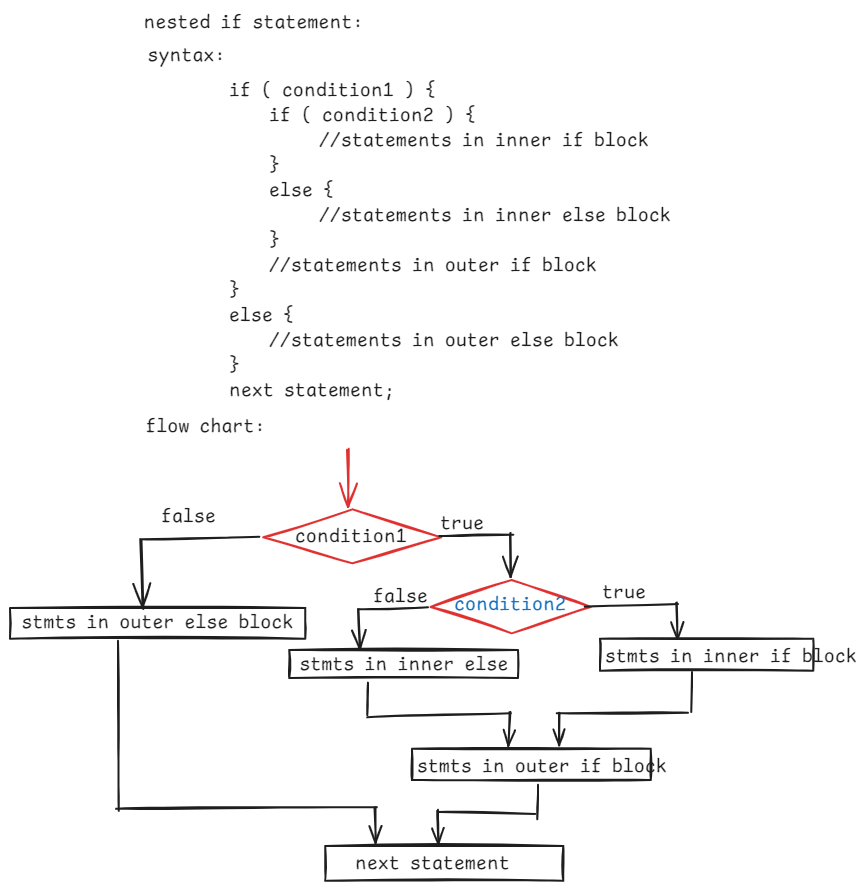 nested if statement:
syntax:
if ( condition1 ) {
if ( condition2 ) {
//statements in inner if block
}
else {
//statements in inner else block
}
//statements in outer if block
}
else {
//statements in outer else block
}
next statement;
flow chart:
false
true
condition1
false
true
condition2
stmts in outer else block
stmts in inner else
stmts in inner if block
stmts in outer if block
next statement